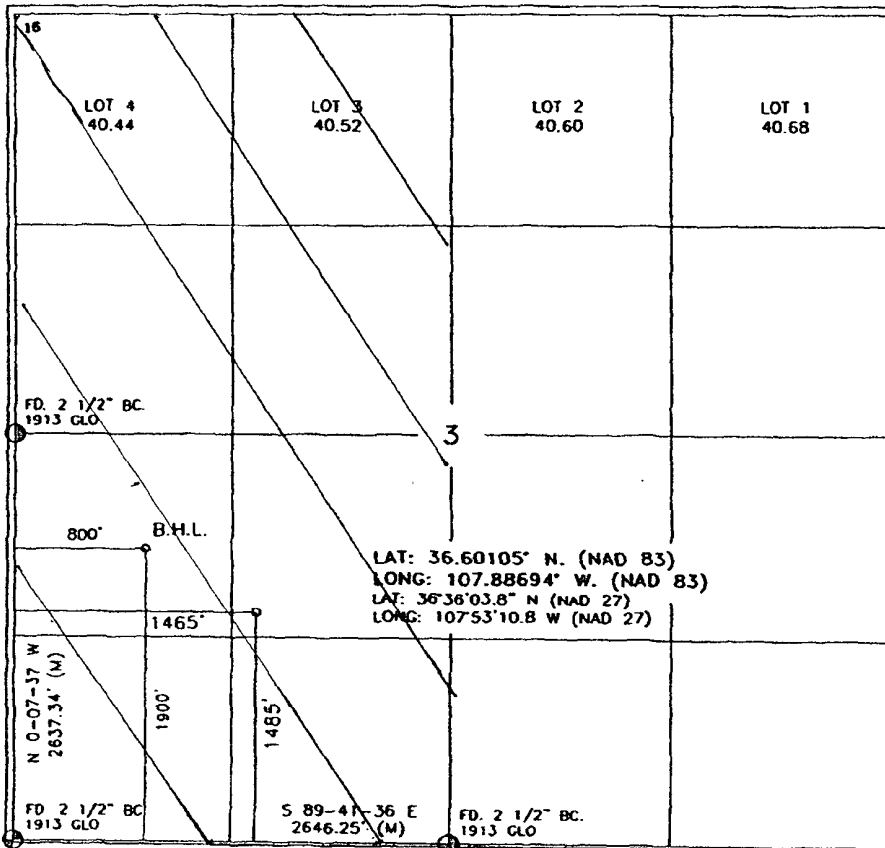 16
LOT 4
40.44
LOT 3
40.52
LOT 2
40.60
LOT 1
40.68
FD. 2 1/2" BC.
1913 GLO
3
800'
B.H.L.
LAT: 36.60105° N. (NAD 83)
LONG: 107.88694° W. (NAD 83)
LAT: 36°36'03.8" N (NAD 27)
LONG: 107°53'10.8 W (NAD 27)
1465'
N 0-07-37 W
2637.34' (M)
1900'
1485'
FD. 2 1/2" BC
1913 GLO
S 89-41-36 E
2646.25' (M)
FD. 2 1/2" BC.
1913 GLO